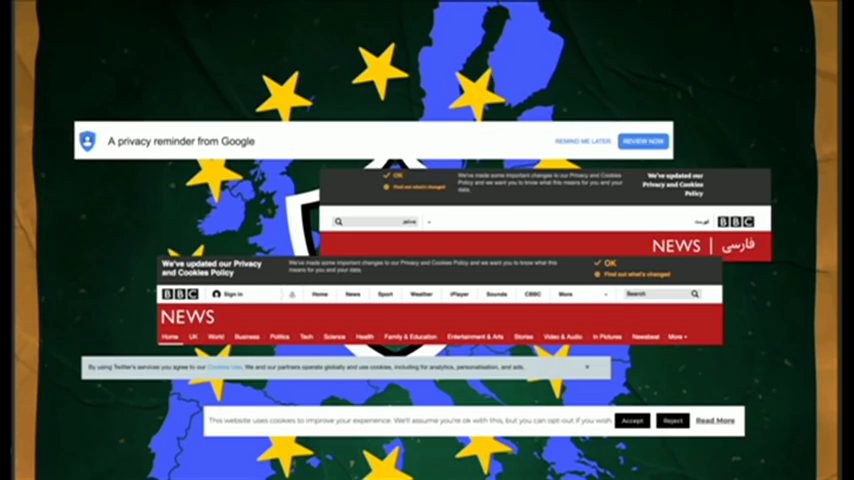 A privacy reminder from Google
REMIND ME LATER
REVIEW NOW
OK
Find out what's changed
We've made some important changes to our Privacy and Cookies
Policy and we want you to know what this means for you and your
data.
We've updated our
Privacy and Cookies
Policy
BBC
NEWS | فارسی
We've updated our Privacy
and Cookies Policy
We've made some important changes to our Privacy and Cookies Policy and we want you to know what this
means for you and your data.
OK
Find out what's changed!
BBC Sign in Home News Sport Weather iPlayer Sounds CBBC More Search
NEWS
Home UK World Business Politics Tech Science Health Family & Education Entertainment & Arts Stories Video & Audio In Pictures Newsbeat More
By using Twitter's services you agree to our Cookies Use. We and our partners operate globally and use cookies, including for analytics, personalisation, and ads.
This website uses cookies to improve your experience. We'll assume you're ok with this, but you can opt-out if you wish. Accept Reject Read More